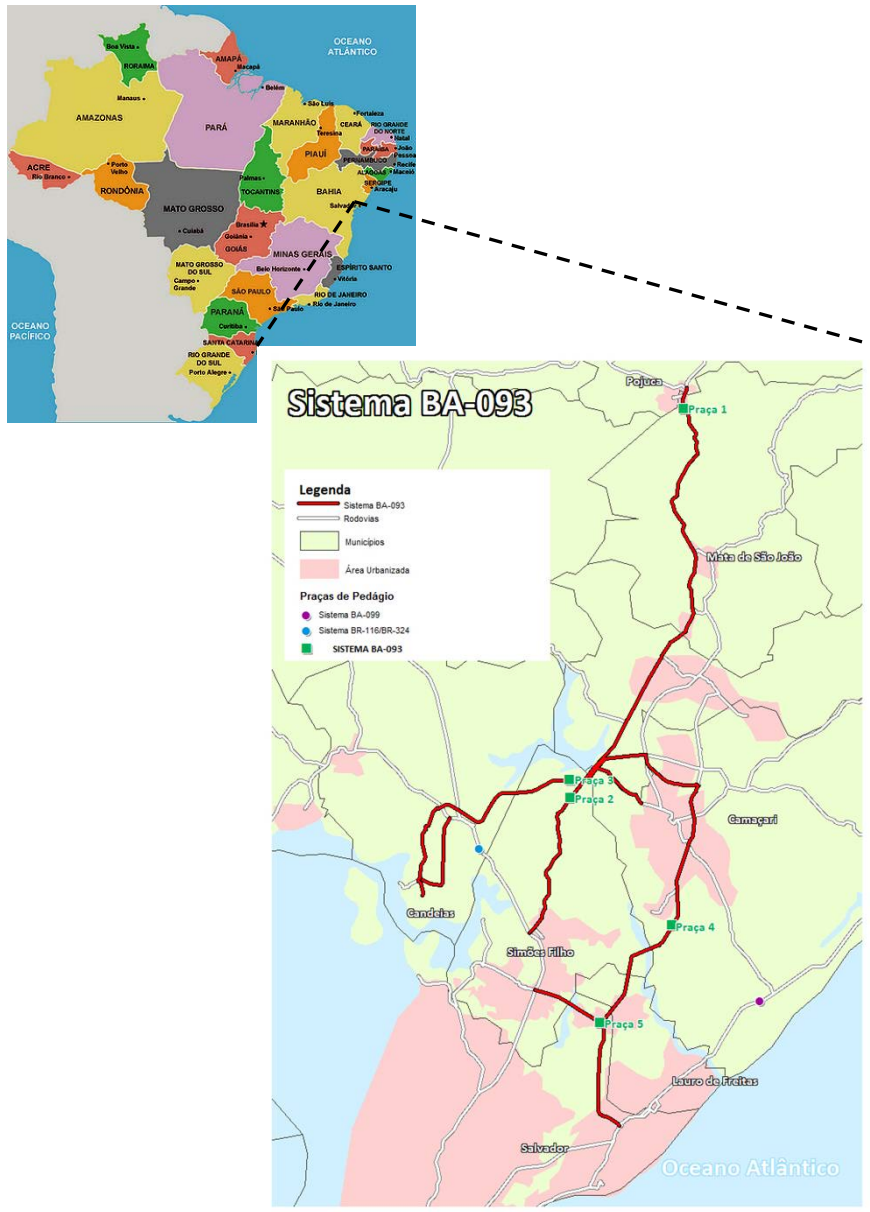 OCEANO
ATLÂNTICO
Boa Vista
RORAIMA
AMAPÁ
Macapá
Belém
Manaus
AMAZONAS
PARÁ
São Luís
MARANHÃO
Teresina
Fortaleza
CEARÁ
RIO GRANDE
DO NORTE
Natal
PARAÍBA
João
Pessoa
PERNAMBUCO
Recife
ALAGOAS
Maceió
SERGIPE
Aracaju
PIAUÍ
ACRE
Rio Branco
Porto
Velho
RONDÔNIA
Palmas
TOCANTINS
BAHIA
Salvador
MATO GROSSO
Cuiabá
Brasília
Goiânia
GOIÁS
MINAS GERAIS
Belo Horizonte
ESPÍRITO SANTO
Vitória
MATO GROSSO
DO SUL
Campo
Grande
SÃO PAULO
São Paulo
RIO DE JANEIRO
Rio de Janeiro
PARANÁ
Curitiba
SANTA CATARINA
RIO GRANDE
DO SUL
Porto Alegre
OCEANO
PACÍFICO
Sistema BA-093
Pojuca
Praça 1
Legenda
Sistema BA-093
Rodovias
Municípios
Área Urbanizada
Praças de Pedágio
Sistema BA-099
Sistema BR-116/BR-324
SISTEMA BA-093
Mata de São João
Praça 3
Praça 2
Camaçari
Candeias
Praça 4
Simões Filho
Praça 5
Lauro de Freitas
Salvador
Oceano Atlântico